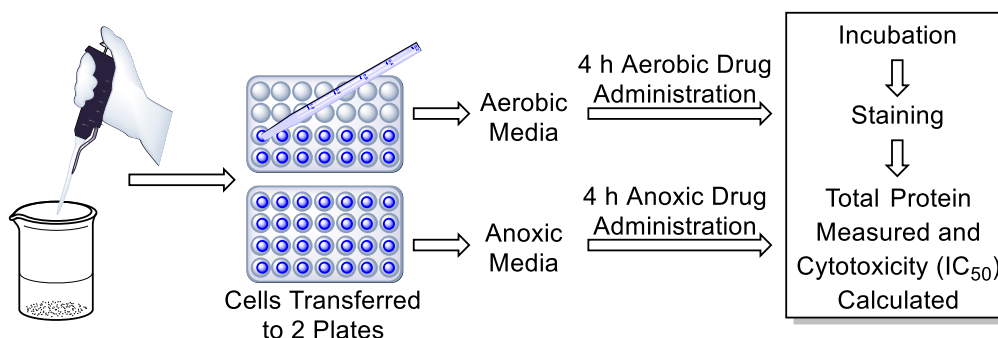 Cells Transferred
to 2 Plates
Aerobic
Media
Anoxic
Media
4 h Aerobic Drug
Administration
4 h Anoxic Drug
Administration
Incubation
Staining
Total Protein
Measured and
Cytotoxicity (IC50)
Calculated